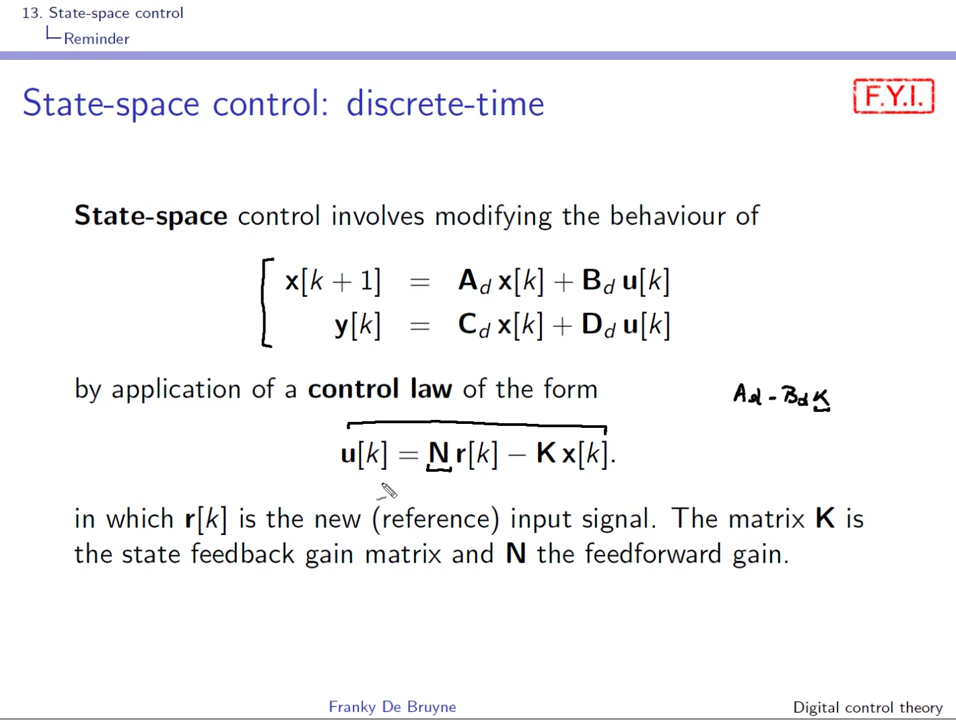 13. State-space control
Reminder
State-space control: discrete-time
F.Y.I.
State-space control involves modifying the behaviour of
x[k + 1] = A_d x[k] + B_d u[k]
y[k] = C_d x[k] + D_d u[k]
by application of a control law of the form
A_d - B_d K
u[k] = N r[k] − K x[k].
in which r[k] is the new (reference) input signal. The matrix K is
the state feedback gain matrix and N the feedforward gain.
Franky De Bruyne
Digital control theory